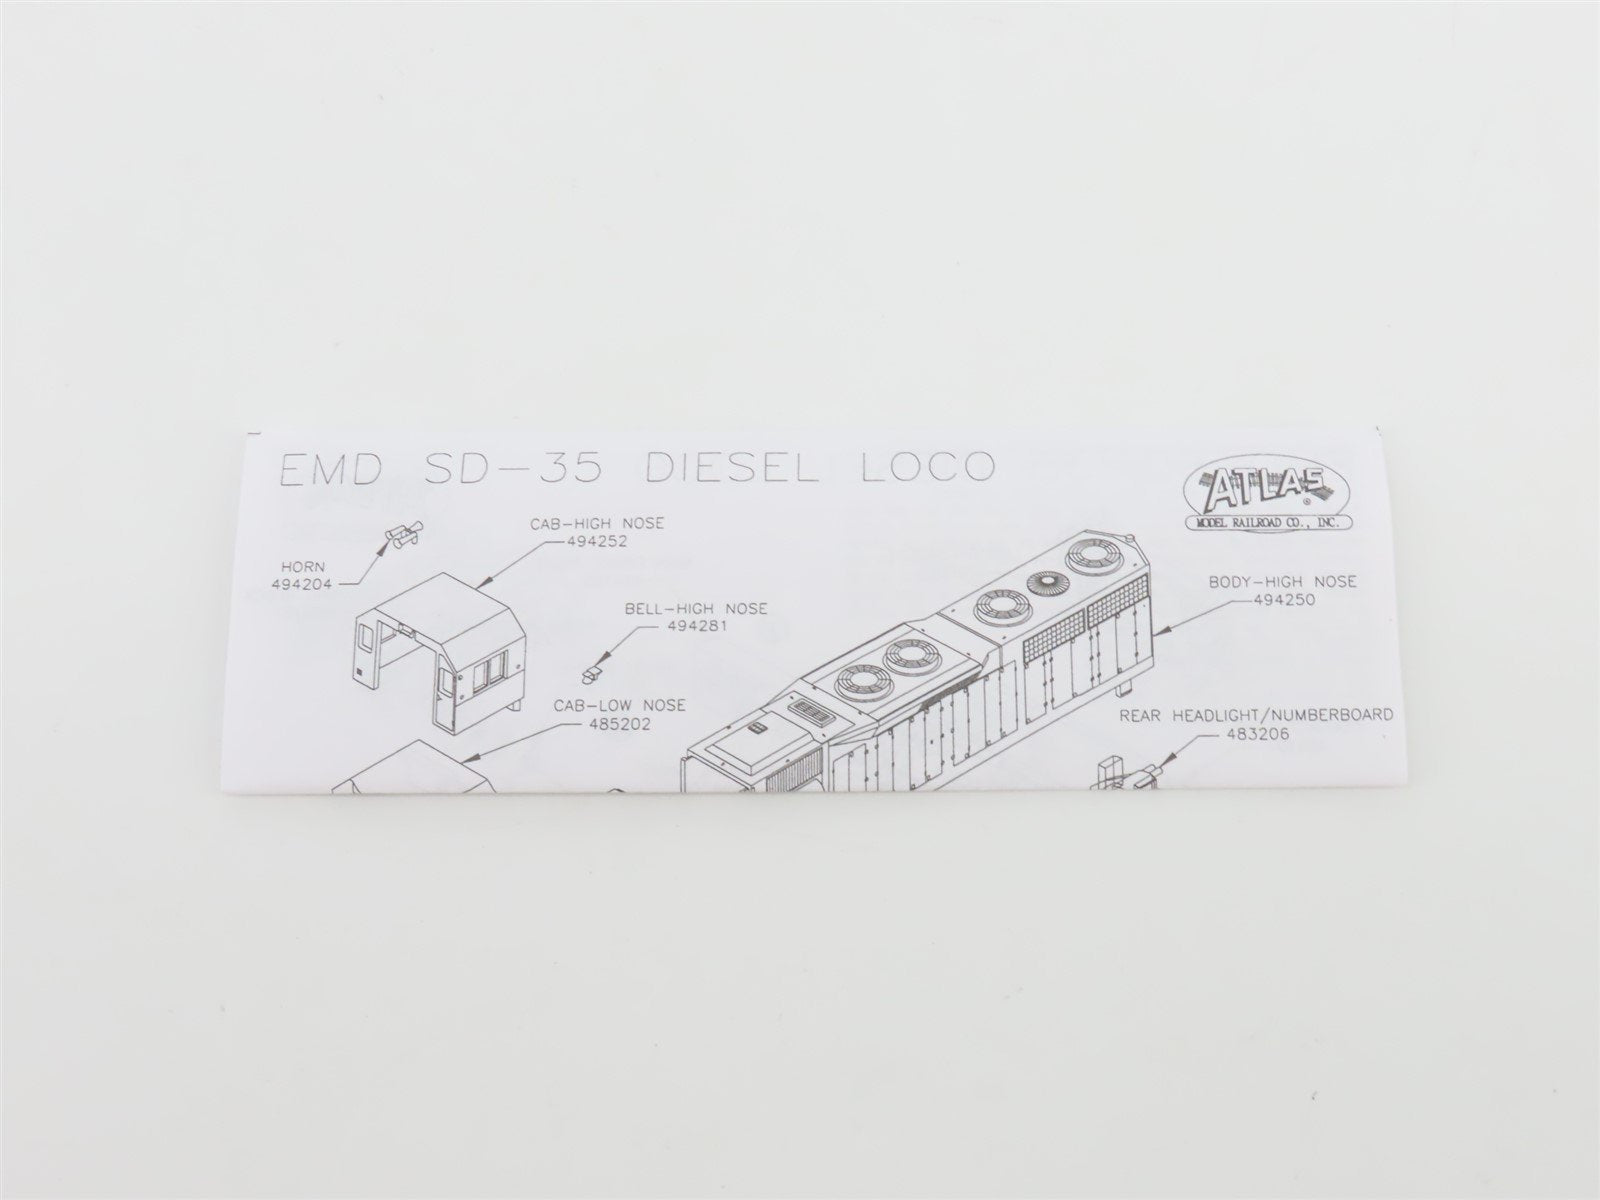 EMD SD-35 DIESEL LOCO
ATLAS ®
MODEL RAILROAD CO., INC.
CAB-HIGH NOSE
494252
HORN
494204
BODY-HIGH NOSE
494250
BELL-HIGH NOSE
494281
CAB-LOW NOSE
485202
REAR HEADLIGHT/NUMBERBOARD
483206